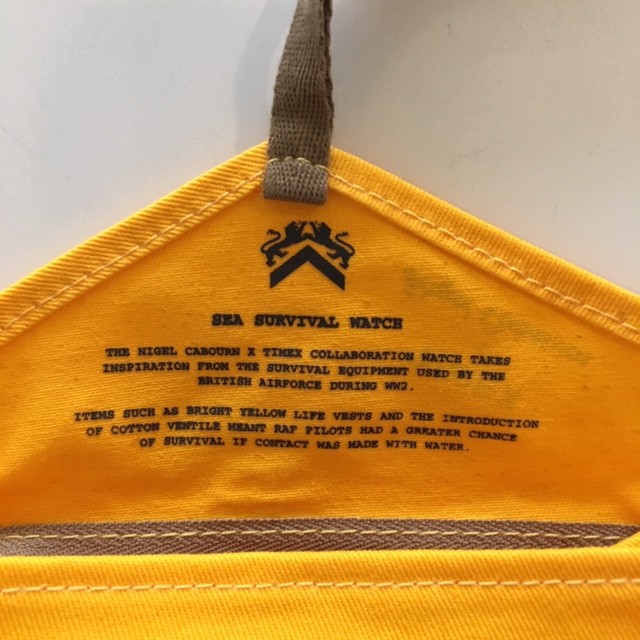 SEA SURVIVAL WATCH
THE NIGEL CABOURN X TIMEX COLLABORATION WATCH TAKES
INSPIRATION FROM THE SURVIVAL EQUIPMENT USED BY THE
BRITISH AIRFORCE DURING WW2.
ITEMS SUCH AS BRIGHT YELLOW LIFE VESTS AND THE INTRODUCTION
OF COTTON VENTILE MEANT RAF PILOTS HAD A GREATER CHANCE
OF SURVIVAL IF CONTACT WAS MADE WITH WATER.